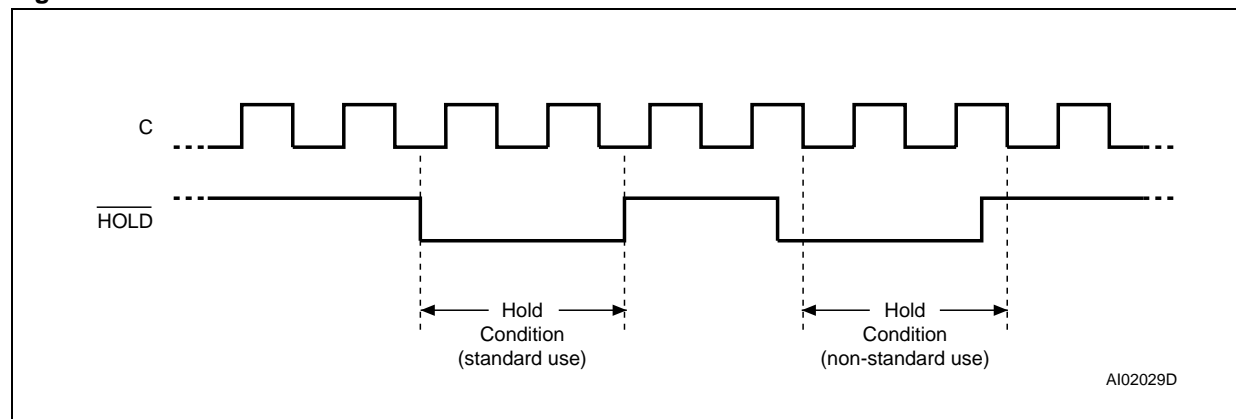 C
HOLD
Hold
Condition
(standard use)
Hold
Condition
(non-standard use)
AI02029D